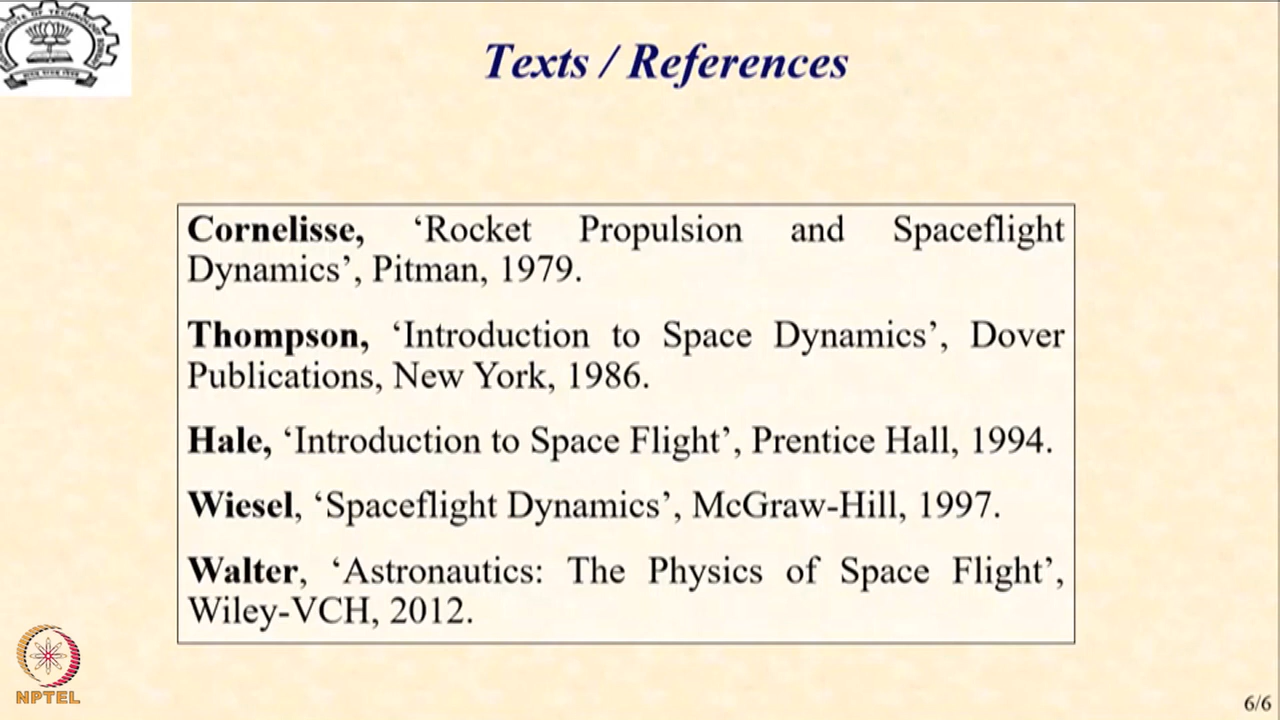 Texts / References
Cornelisse, ‘Rocket Propulsion and Spaceflight
Dynamics’, Pitman, 1979.
Thompson, ‘Introduction to Space Dynamics’, Dover
Publications, New York, 1986.
Hale, ‘Introduction to Space Flight’, Prentice Hall, 1994.
Wiesel, ‘Spaceflight Dynamics’, McGraw-Hill, 1997.
Walter, ‘Astronautics: The Physics of Space Flight’,
Wiley-VCH, 2012.
NPTEL
6/6